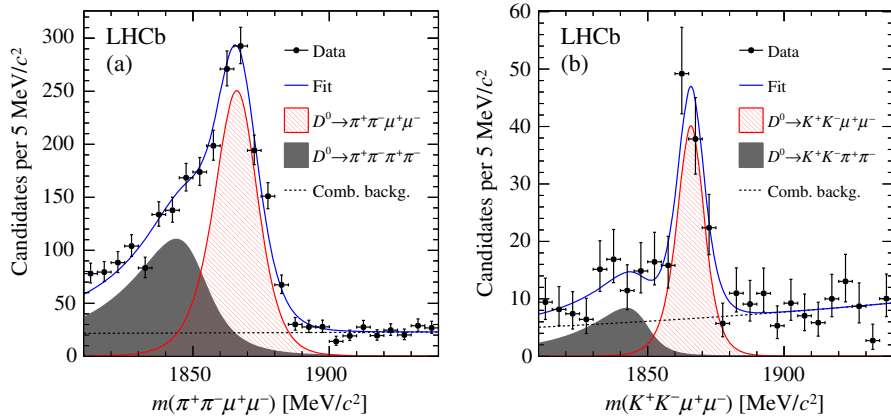 LHCb
(a)
Data
Fit
D⁰→π⁺π⁻μ⁺μ⁻
D⁰→π⁺π⁻π⁺π⁻
Comb. backg.
Candidates per 5 MeV/c²
300
250
200
150
100
50
0
1850
1900
m(π⁺π⁻μ⁺μ⁻) [MeV/c²]
LHCb
(b)
Data
Fit
D⁰→K⁺K⁻μ⁺μ⁻
D⁰→K⁺K⁻π⁺π⁻
Comb. backg.
Candidates per 5 MeV/c²
60
50
40
30
20
10
0
1850
1900
m(K⁺K⁻μ⁺μ⁻) [MeV/c²]